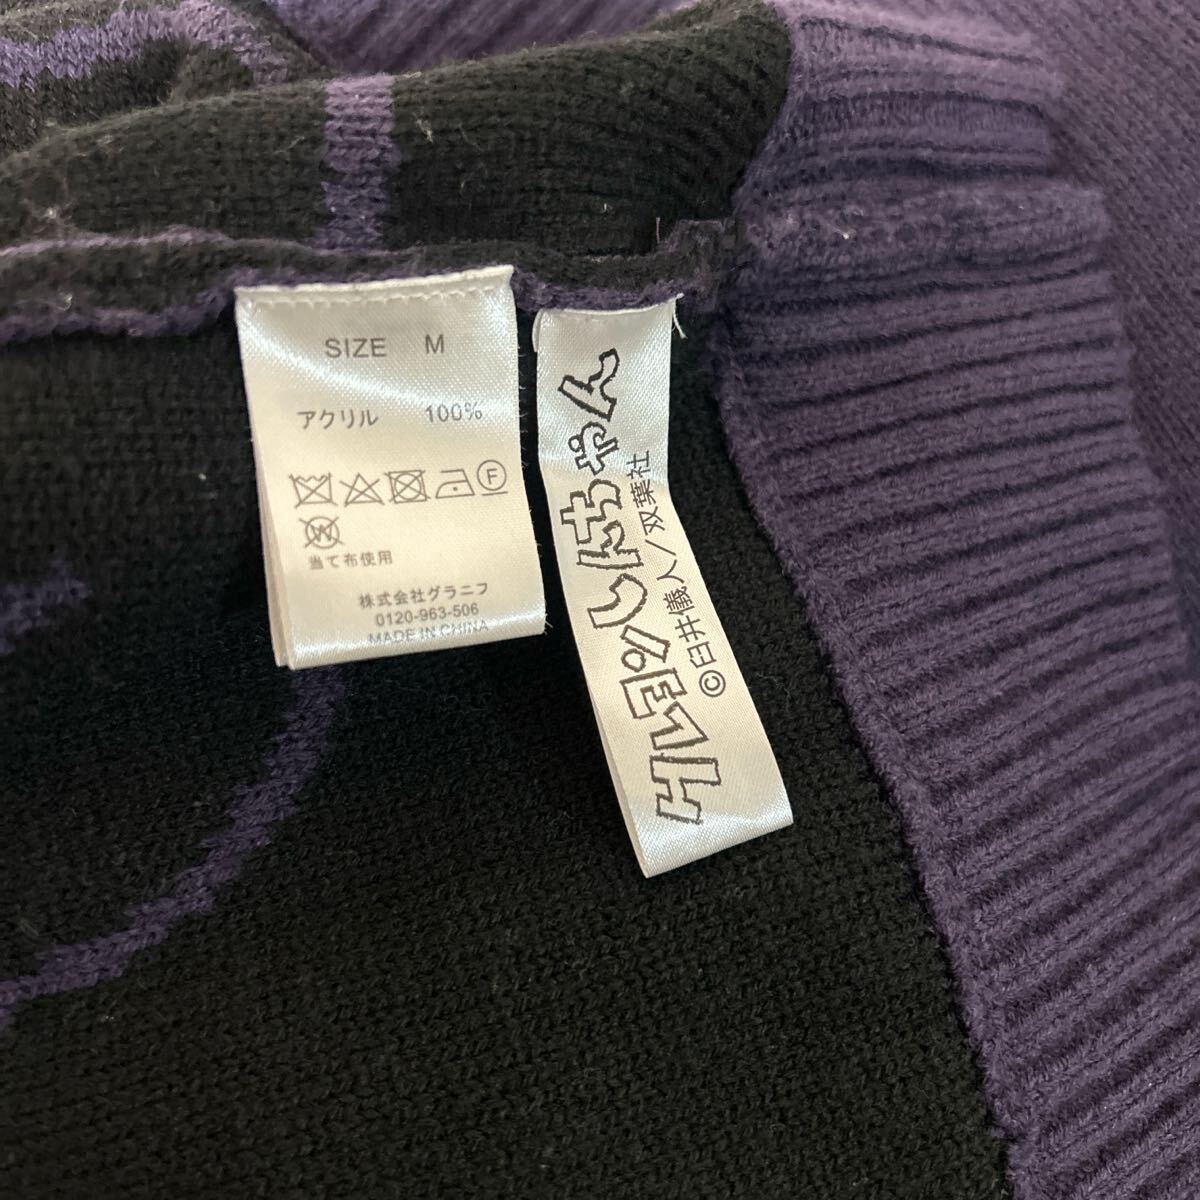 SIZE M
アクリル 100%
F
W
当て布使用
株式会社グラニフ
0120-963-506
MADE IN CHINA
クレヨンしんちゃん
©臼井儀人/双葉社